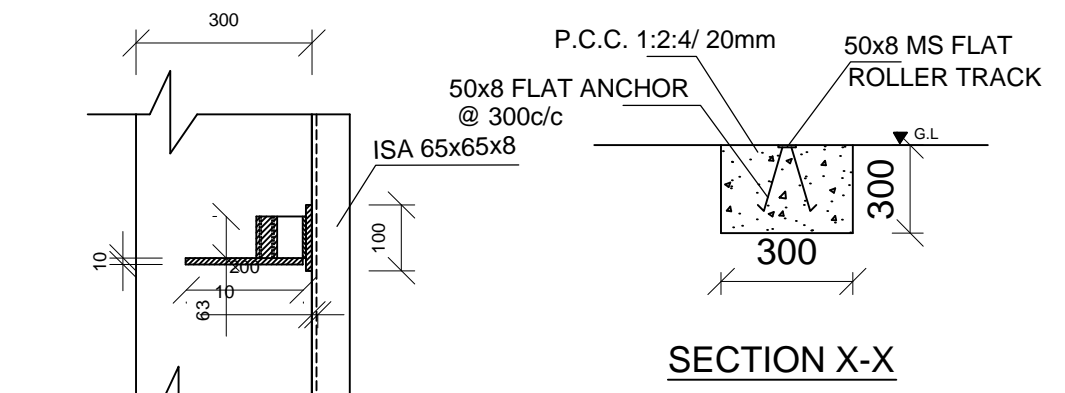 300
P.C.C. 1:2:4/ 20mm
50x8 MS FLAT
ROLLER TRACK
50x8 FLAT ANCHOR
@ 300c/c
G.L
ISA 65x65x8
300
100
300
10
200
10
63
SECTION X-X